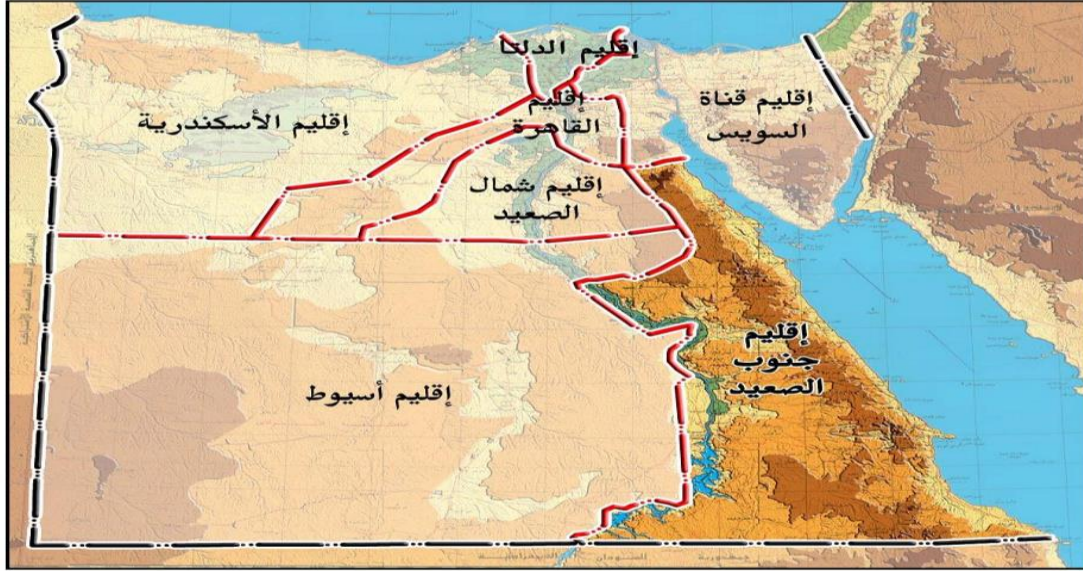 إقليم الدلتا
إقليم
القاهرة
إقليم قناة
السويس
إقليم الأسكندرية
إقليم شمال
الصعيد
إقليم
جنوب
الصعيد
إقليم أسيوط